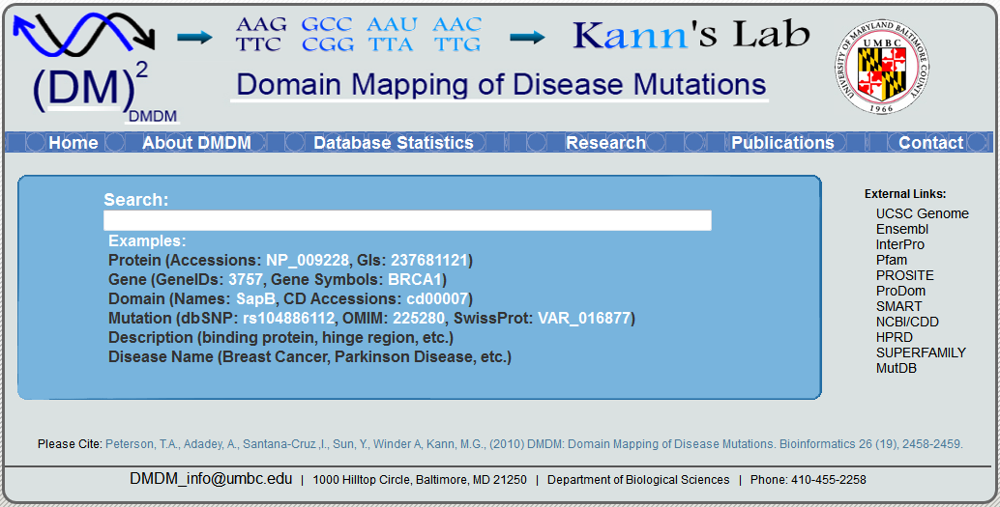 AAG GCC AAU AAC
TTC CGG TTA TTG
Kann's Lab
(DM)2
DMDM
Domain Mapping of Disease Mutations
UNIVERSITY OF MARYLAND BALTIMORE COUNTY
UMBC
1966
Home About DMDM Database Statistics Research Publications Contact
Search:
Examples:
Protein (Accessions: NP_009228, GIs: 237681121)
Gene (GeneIDs: 3757, Gene Symbols: BRCA1)
Domain (Names: SapB, CD Accessions: cd00007)
Mutation (dbSNP: rs104886112, OMIM: 225280, SwissProt: VAR_016877)
Description (binding protein, hinge region, etc.)
Disease Name (Breast Cancer, Parkinson Disease, etc.)
External Links:
UCSC Genome
Ensembl
InterPro
Pfam
PROSITE
ProDom
SMART
NCBI/CDD
HPRD
SUPERFAMILY
MutDB
Please Cite: Peterson, T.A., Adadey, A., Santana-Cruz ,I., Sun, Y., Winder A, Kann, M.G., (2010) DMDM: Domain Mapping of Disease Mutations. Bioinformatics 26 (19), 2458-2459.
DMDM_info@umbc.edu | 1000 Hilltop Circle, Baltimore, MD 21250 | Department of Biological Sciences | Phone: 410-455-2258